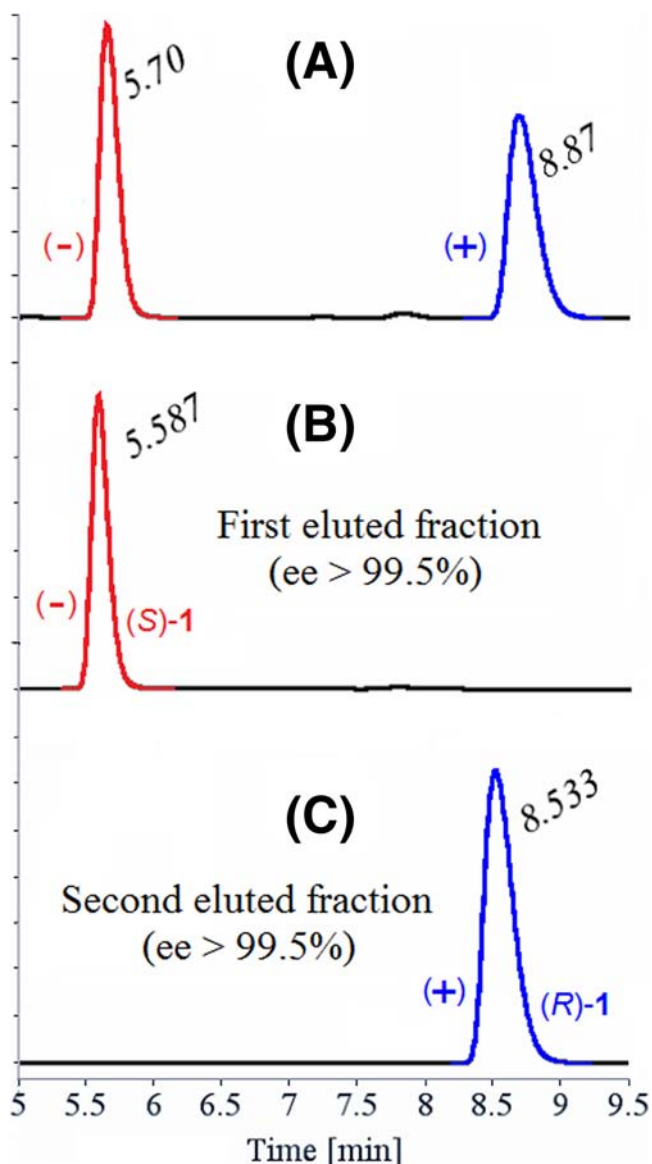 (A)
5.70
8.87
(-)
(+)
(B)
5.587
First eluted fraction
(ee > 99.5%)
(-)
(S)-1
(C)
8.533
Second eluted fraction
(ee > 99.5%)
(+)
(R)-1
5 5.5 6 6.5 7 7.5 8 8.5 9 9.5
Time [min]